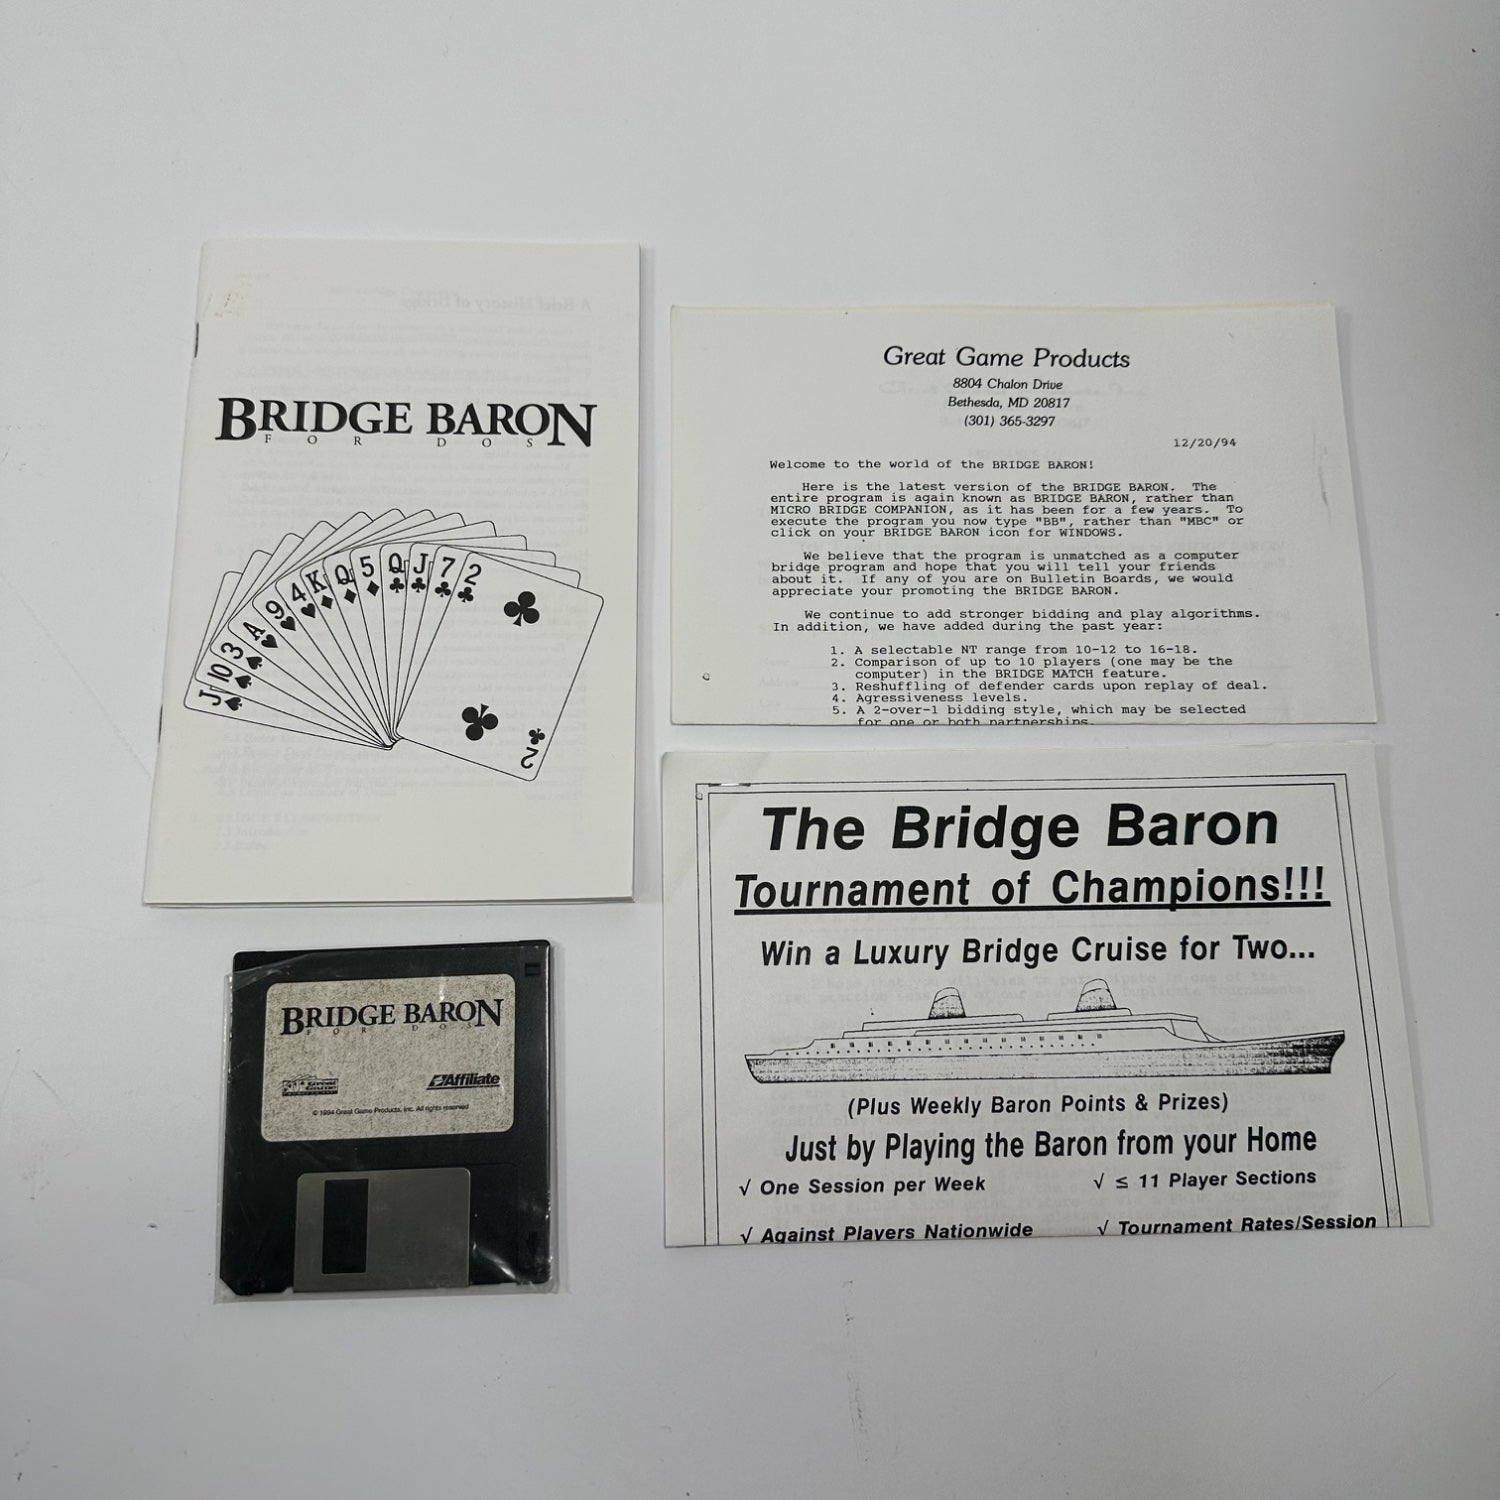 BRIDGE BARON
FOR DOS
J
10
3
A
9
4
K
Q
5
Q
J
7
2
2
Great Game Products
8804 Chalon Drive
Bethesda, MD 20817
(301) 365-3297
12/20/94
Welcome to the world of the BRIDGE BARON!
Here is the latest version of the BRIDGE BARON. The
entire program is again known as BRIDGE BARON, rather than
MICRO BRIDGE COMPANION, as it has been for a few years. To
execute the program you now type "BB", rather than "MBC" or
click on your BRIDGE BARON icon for WINDOWS.
We believe that the program is unmatched as a computer
bridge program and hope that you will tell your friends
about it. If any of you are on Bulletin Boards, we would
appreciate your promoting the BRIDGE BARON.
We continue to add stronger bidding and play algorithms.
In addition, we have added during the past year:
1. A selectable NT range from 10-12 to 16-18.
2. Comparison of up to 10 players (one may be the
computer) in the BRIDGE MATCH feature.
3. Reshuffling of defender cards upon replay of deal.
4. Agressiveness levels.
5. A 2-over-1 bidding style, which may be selected
for one or both partnerships.
The Bridge Baron
Tournament of Champions!!!
Win a Luxury Bridge Cruise for Two...
(Plus Weekly Baron Points & Prizes)
Just by Playing the Baron from your Home
√ One Session per Week
√ ≤ 11 Player Sections
√ Against Players Nationwide
√ Tournament Rates/Session
BRIDGE BARON
FOR DOS
Great Game
Affiliate
© 1994 Great Game Products, Inc. All rights reserved